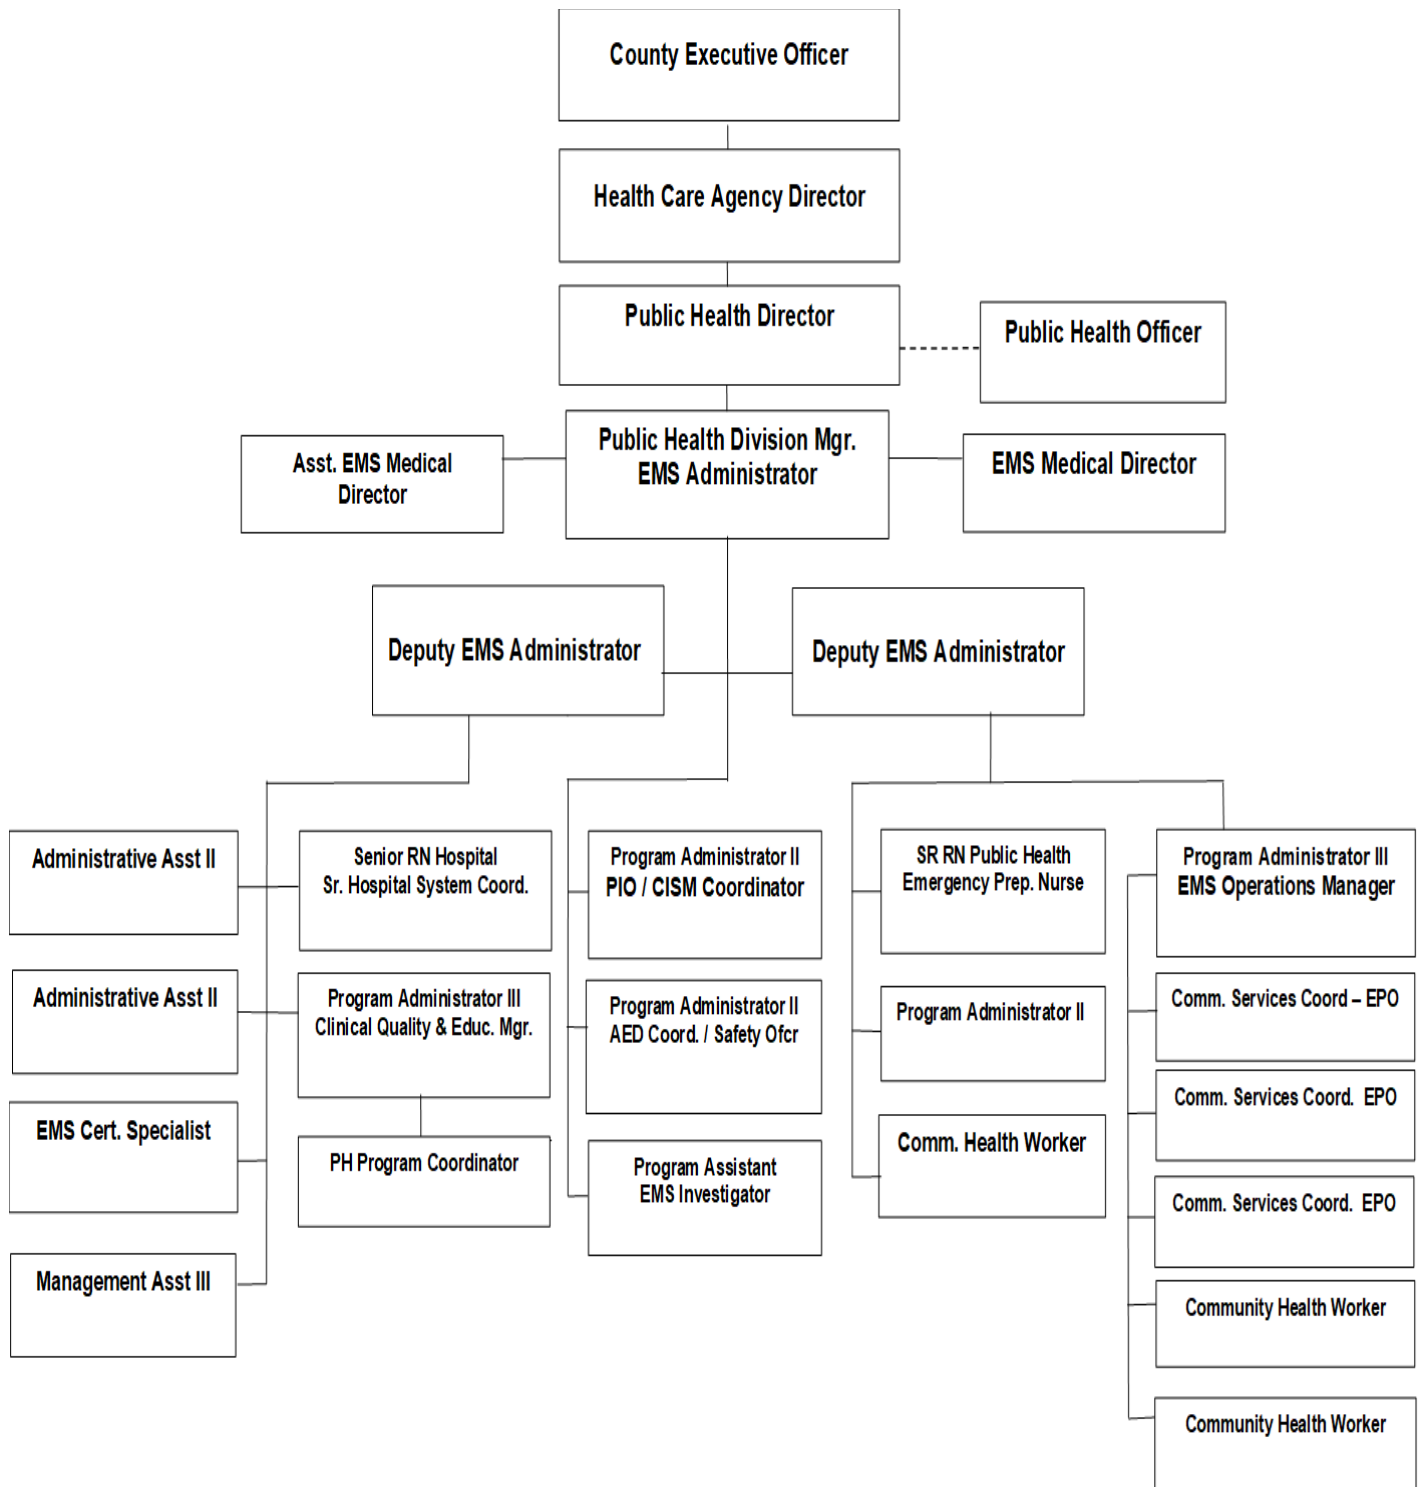 County Executive Officer
Health Care Agency Director
Public Health Director
Public Health Officer
Public Health Division Mgr.
EMS Administrator
Asst. EMS Medical
Director
EMS Medical Director
Deputy EMS Administrator
Deputy EMS Administrator
Administrative Asst II
Administrative Asst II
EMS Cert. Specialist
Management Asst III
Senior RN Hospital
Sr. Hospital System Coord.
Program Administrator III
Clinical Quality & Educ. Mgr.
PH Program Coordinator
Program Administrator II
PIO / CISM Coordinator
Program Administrator II
AED Coord. / Safety Ofcr
Program Assistant
EMS Investigator
SR RN Public Health
Emergency Prep. Nurse
Program Administrator II
Comm. Health Worker
Program Administrator III
EMS Operations Manager
Comm. Services Coord – EPO
Comm. Services Coord. EPO
Comm. Services Coord. EPO
Community Health Worker
Community Health Worker